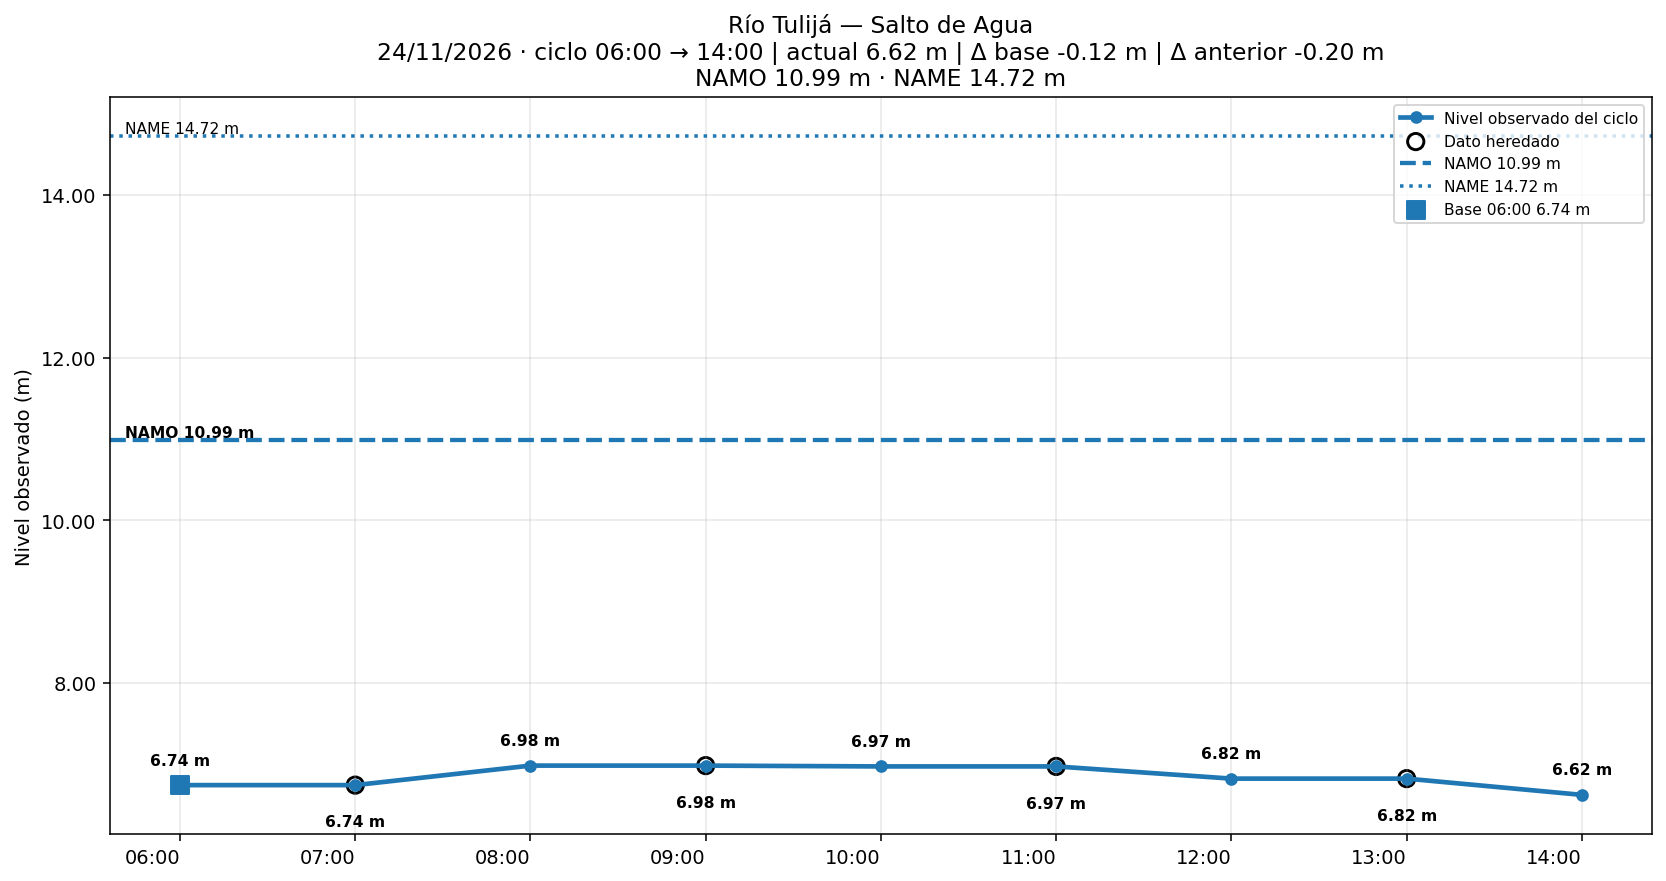 Río Tulijá — Salto de Agua
24/11/2026 · ciclo 06:00 → 14:00 | actual 6.62 m | Δ base -0.12 m | Δ anterior -0.20 m
NAMO 10.99 m · NAME 14.72 m
NAME 14.72 m
Nivel observado del ciclo
Dato heredado
NAMO 10.99 m
NAME 14.72 m
Base 06:00 6.74 m
14.00
12.00
NAMO 10.99 m
10.00
8.00
Nivel observado (m)
6.74 m
6.74 m
6.98 m
6.98 m
6.97 m
6.97 m
6.82 m
6.82 m
6.62 m
06:00
07:00
08:00
09:00
10:00
11:00
12:00
13:00
14:00